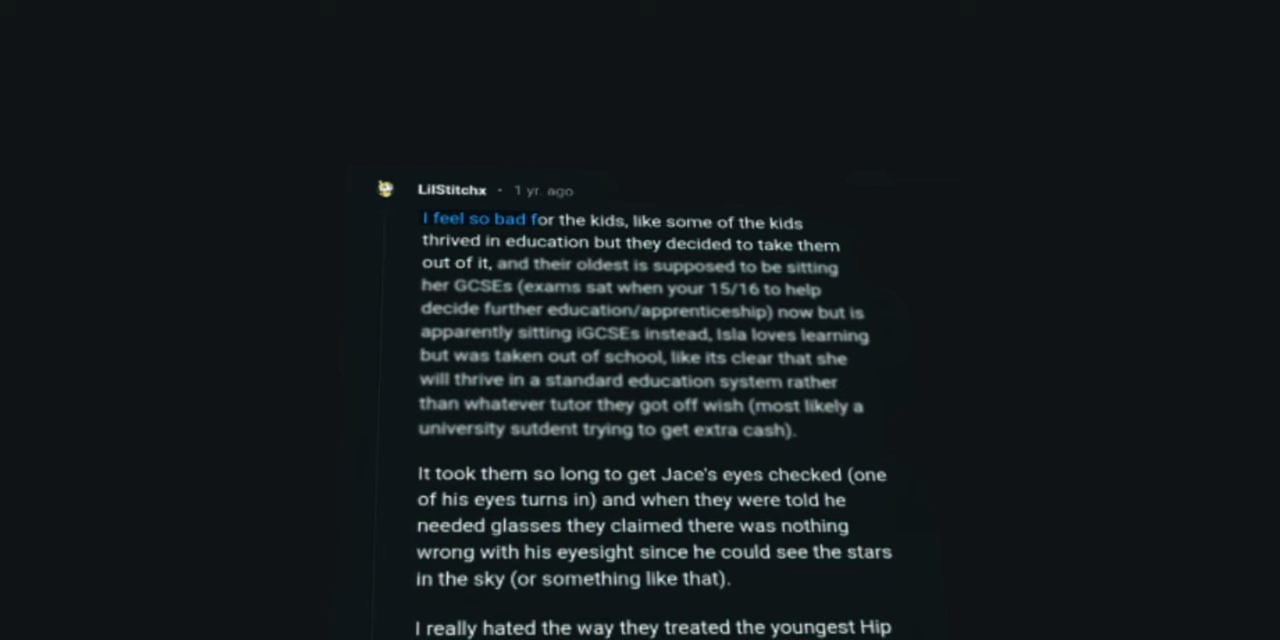 LilStitchx · 1 yr. ago
I feel so bad for the kids, like some of the kids
thrived in education but they decided to take them
out of it, and their oldest is supposed to be sitting
her GCSEs (exams sat when your 15/16 to help
decide further education/apprenticeship) now but is
apparently sitting iGCSEs instead, Isla loves learning
but was taken out of school, like its clear that she
will thrive in a standard education system rather
than whatever tutor they got off wish (most likely a
university sutdent trying to get extra cash).
It took them so long to get Jace's eyes checked (one
of his eyes turns in) and when they were told he
needed glasses they claimed there was nothing
wrong with his eyesight since he could see the stars
in the sky (or something like that).
I really hated the way they treated the youngest Hip